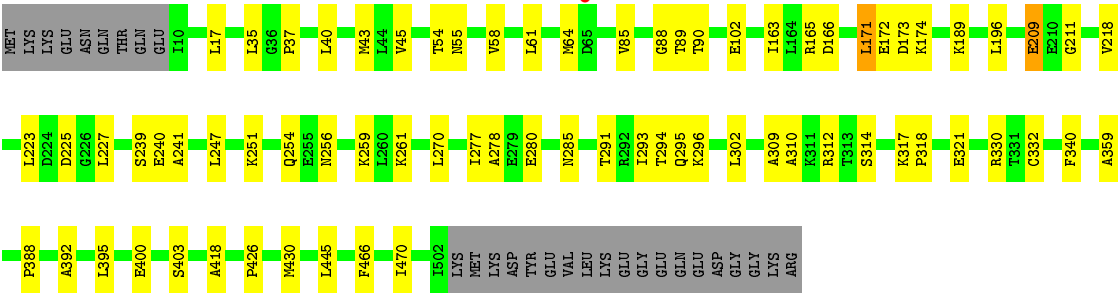 MET LYS LYS GLU ASN GLN THR GLN GLU I10 L17 L35 G36 P37 L40 M43 L44 V45 T54 N55 V58 L61 M64 D65 V85 G88 T89 T90 E102 I163 L164 R165 D166 L171 E172 D173 K174 K189 L196 E209 E210 G211 V218
L223 D224 D225 G226 L227 S239 E240 A241 L247 K251 Q254 E255 N256 K259 L260 K261 L270 I277 A278 E279 E280 N285 T291 R292 I293 T294 Q295 K296 L302 A309 A310 K311 R312 T313 S314 K317 P318 E321 R330 T331 C332 F340 A359
P388 A392 L395 E400 S403 A418 P426 M430 L445 F466 I470 I502 LYS MET LYS ASP TYR GLU VAL LEU LYS GLU GLY GLU GLN GLU ASP GLY GLY LYS ARG